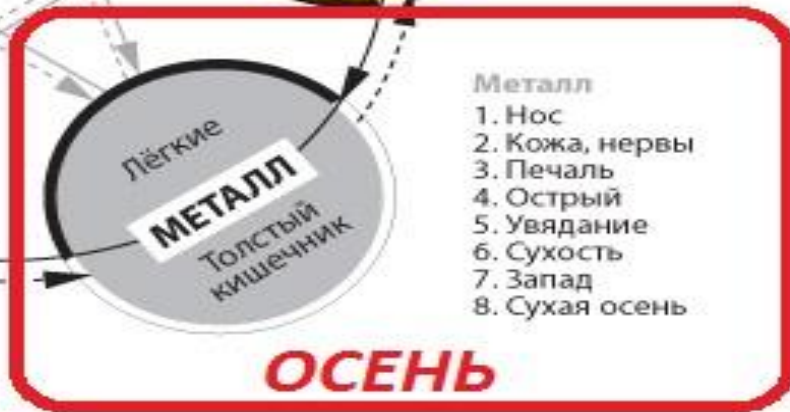 Лёгкие
МЕТАЛЛ
Толстый
кишечник
Металл
1. Нос
2. Кожа, нервы
3. Печаль
4. Острый
5. Увядание
6. Сухость
7. Запад
8. Сухая осень
ОСЕНЬ